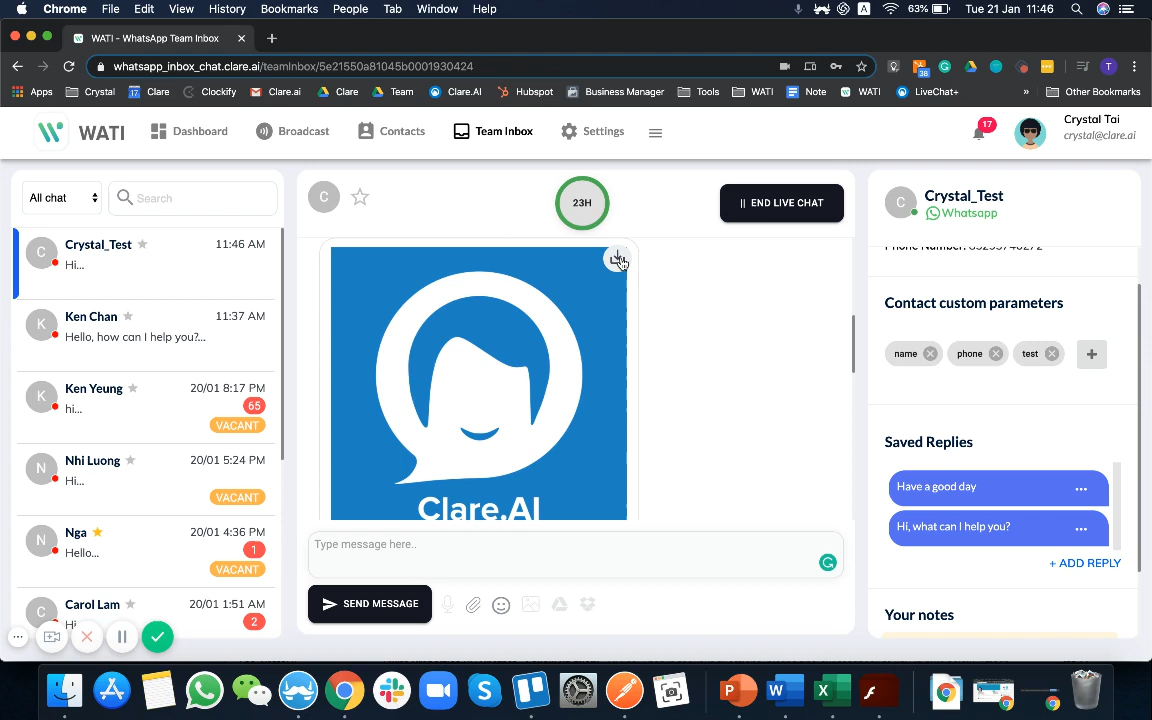 Chrome File Edit View History Bookmarks People Tab Window Help
A 63% Tue 21 Jan 11:46
WATI - WhatsApp Team Inbox
whatsapp_inbox_chat.clare.ai/teamInbox/5e21550a81045b0001930424
38 T
Apps Crystal 17 Clare Clockify Clare.ai Clare Team Clare.AI Hubspot Business Manager Tools WATI Note WATI LiveChat+ » Other Bookmarks
WATI Dashboard Broadcast Contacts Team Inbox Settings
17
Crystal Tai
crystal@clare.ai
All chat
Search
C Crystal_Test 11:46 AM
Hi...
K Ken Chan 11:37 AM
Hello, how can I help you?...
K Ken Yeung 20/01 8:17 PM
hi...
65
VACANT
N Nhi Luong 20/01 5:24 PM
Hi...
VACANT
N Nga 20/01 4:36 PM
Hello...
1
VACANT
C Carol Lam 20/01 1:51 AM
2
C
23H
END LIVE CHAT
Clare.AI
Type message here..
SEND MESSAGE
C Crystal_Test
Whatsapp
Contact custom parameters
name phone test +
Saved Replies
Have a good day ...
Hi, what can I help you? ...
+ ADD REPLY
Your notes